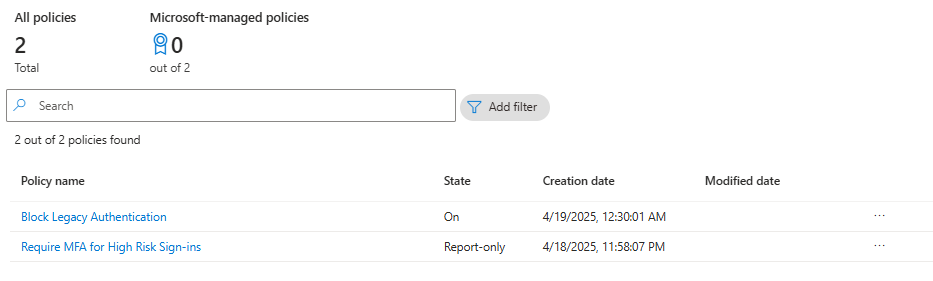 All policies Microsoft-managed policies
2 0
Total out of 2
Search Add filter
2 out of 2 policies found
Policy name State Creation date Modified date
Block Legacy Authentication On 4/19/2025, 12:30:01 AM ...
Require MFA for High Risk Sign-ins Report-only 4/18/2025, 11:58:07 PM ...